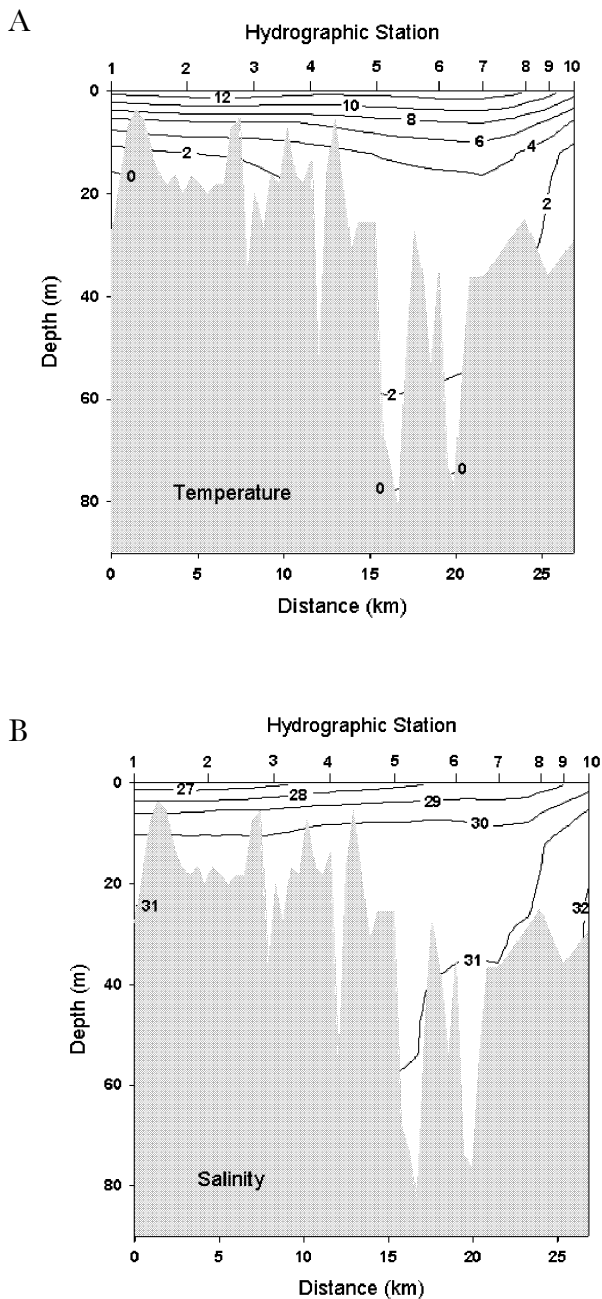 A
Hydrographic Station
1 2 3 4 5 6 7 8 9 10
0
12
10
8
6
4
2
0
2
20
40
60
80
Depth (m)
2
0
0
Temperature
0 5 10 15 20 25
Distance (km)
B
Hydrographic Station
1 2 3 4 5 6 7 8 9 10
0
27
28
29
30
20
31
32
31
40
60
80
Depth (m)
Salinity
0 5 10 15 20 25
Distance (km)